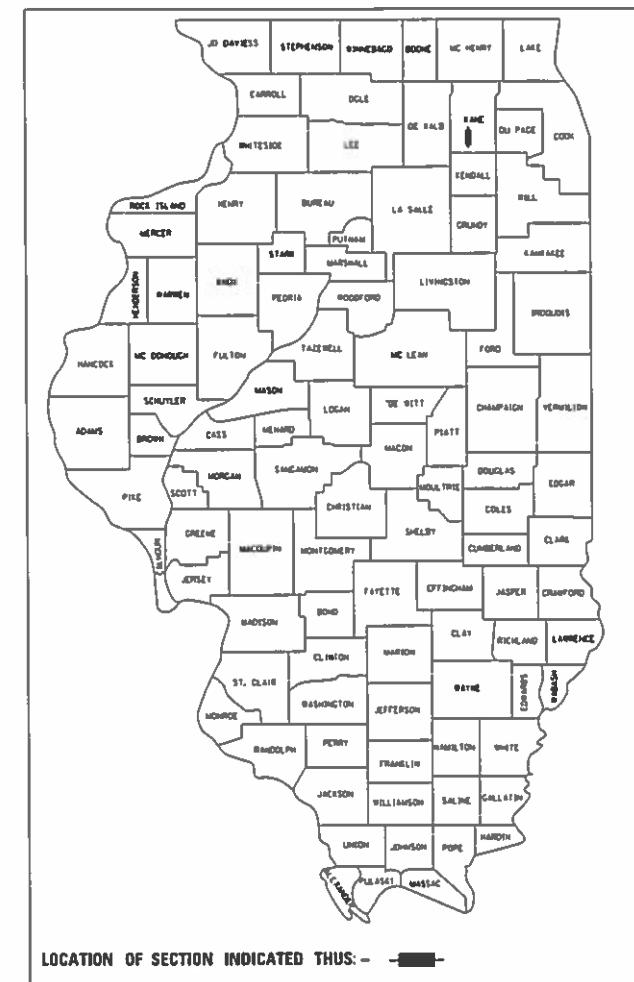 JO DAVIESS STEPHENSON WINNEBAGO BOONE MC HENRY LAKE
CARROLL OGLE DE KALB KANE DU PAGE COOK
WHITESIDE LEE
KENDALL WILL
ROCK ISLAND HENRY BUREAU LA SALLE GRUNDY
MERCER PUTNAM KANKAKEE
STARK MARSHALL
HENDERSON WARREN KNOX PEORIA WOODFORD LIVINGSTON IROQUOIS
HANCOCK MC DONOUGH FULTON TAZEWELL MC LEAN FORD
SCHUYLER MASON LOGAN DE WITT CHAMPAIGN VERMILION
ADAMS BROWN CASS MENARD MACON PIATT
PIKE SCOTT MORGAN SANGAMON MOULTRIE DOUGLAS EDGAR
CHRISTIAN COLES
GREENE SHELBY CUMBERLAND CLARK
CALHOUN MACOUPIN MONTGOMERY
JERSEY FAYETTE EFFINGHAM JASPER CRAWFORD
MADISON BOND
CLAY RICHLAND LAWRENCE
CLINTON MARION
ST. CLAIR WAYNE EDWARDS WABASH
MONROE WASHINGTON JEFFERSON
RANDOLPH PERRY HAMILTON WHITE
FRANKLIN
JACKSON WILLIAMSON SALINE GALLATIN
UNION JOHNSON POPE HARDIN
ALEXANDER PULASKI MASSAC
LOCATION OF SECTION INDICATED THUS: -